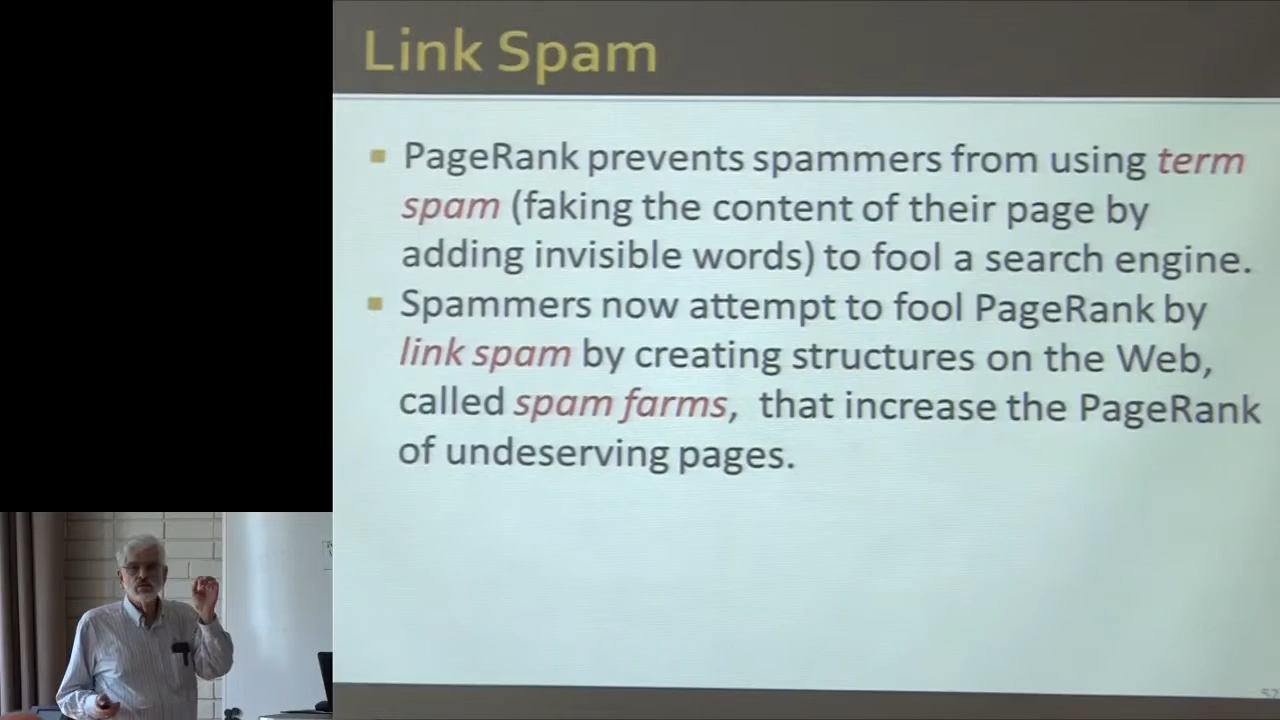 Link Spam
PageRank prevents spammers from using term
spam (faking the content of their page by
adding invisible words) to fool a search engine.
Spammers now attempt to fool PageRank by
link spam by creating structures on the Web,
called spam farms, that increase the PageRank
of undeserving pages.